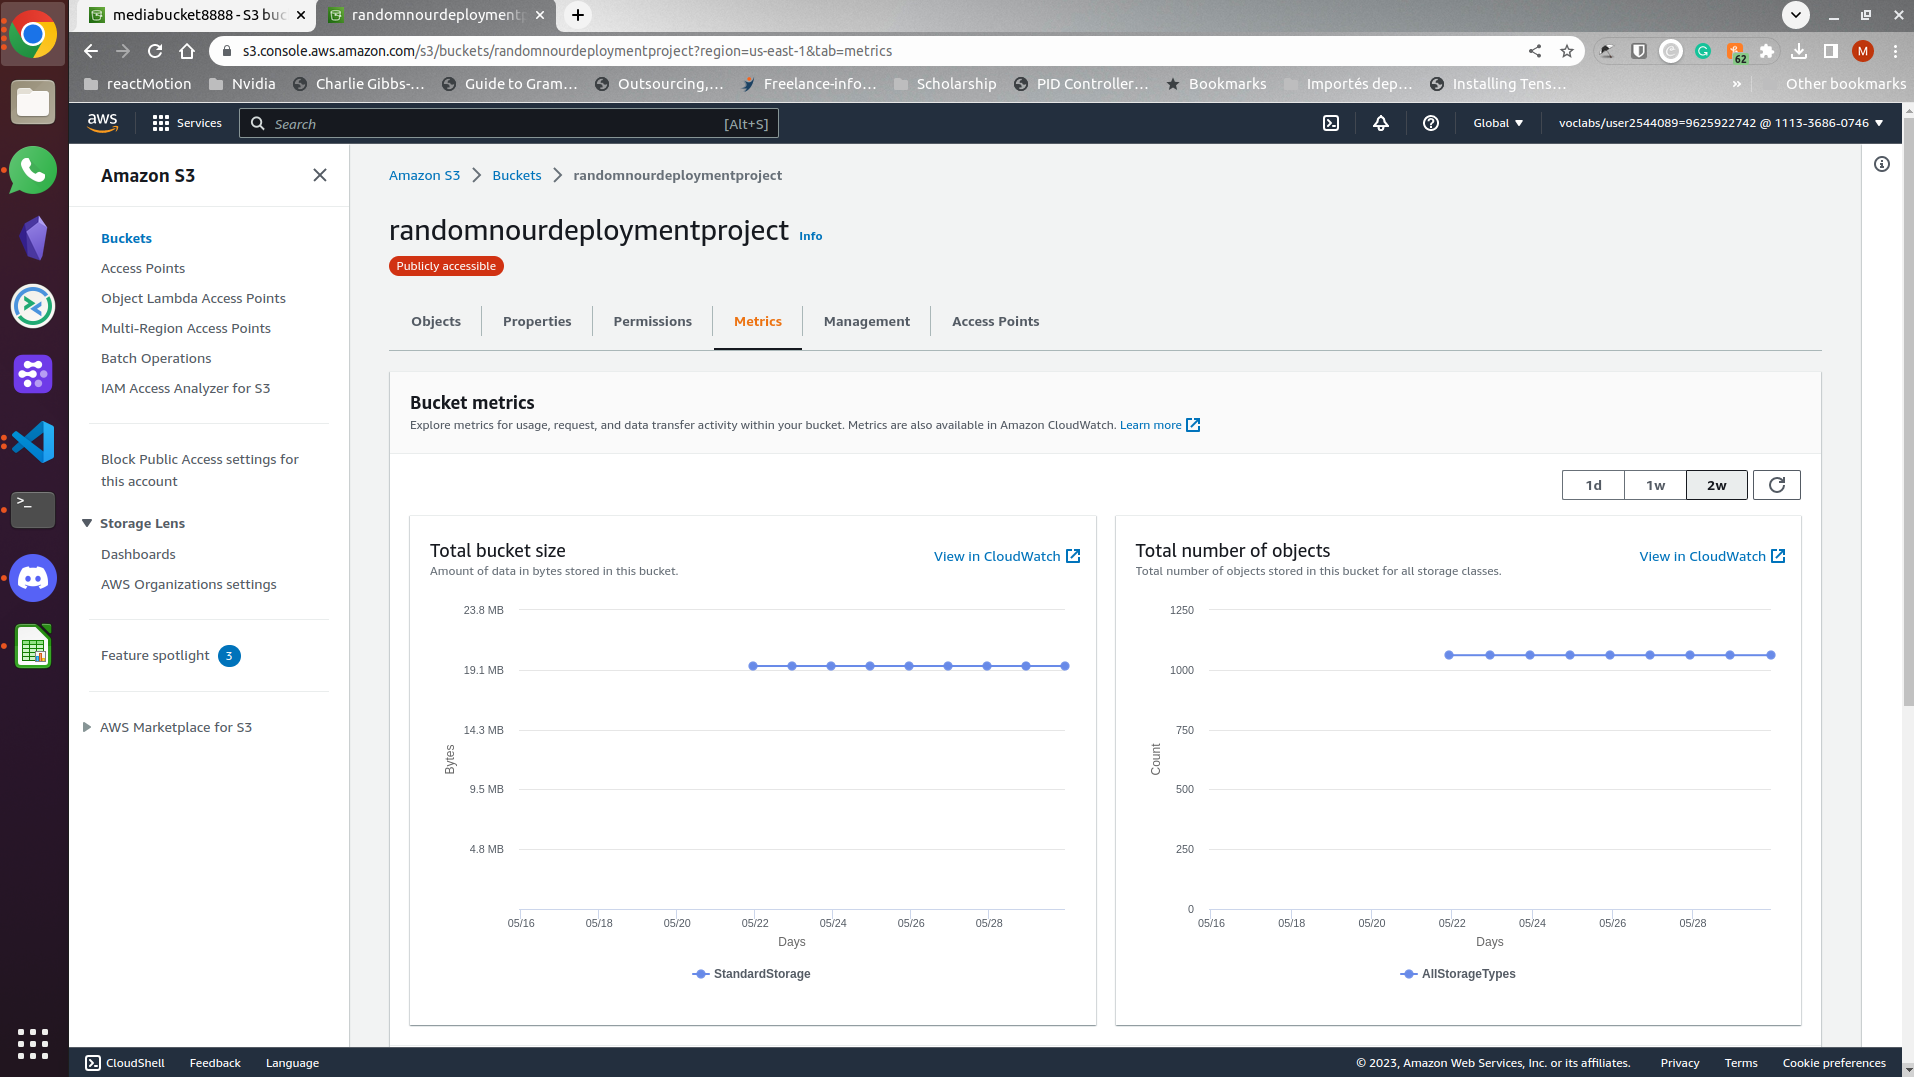 mediabucket8888 - S3 buc
randomnourdeploymentp
s3.console.aws.amazon.com/s3/buckets/randomnourdeploymentproject?region=us-east-1&tab=metrics
62
M
reactMotion
Nvidia
Charlie Gibbs-...
Guide to Gram...
Outsourcing,...
Freelance-info...
Scholarship
PID Controller...
Bookmarks
Importés dep...
Installing Tens...
»
Other bookmarks
aws
Services
Search
[Alt+S]
Global
voclabs/user2544089=9625922742 @ 1113-3686-0746
Amazon S3
Buckets
Access Points
Object Lambda Access Points
Multi-Region Access Points
Batch Operations
IAM Access Analyzer for S3
Block Public Access settings for
this account
Storage Lens
Dashboards
AWS Organizations settings
Feature spotlight 3
AWS Marketplace for S3
Amazon S3 > Buckets > randomnourdeploymentproject
randomnourdeploymentproject Info
Publicly accessible
Objects
Properties
Permissions
Metrics
Management
Access Points
Bucket metrics
Explore metrics for usage, request, and data transfer activity within your bucket. Metrics are also available in Amazon CloudWatch. Learn more
1d
1w
2w
Total bucket size
View in CloudWatch
Amount of data in bytes stored in this bucket.
23.8 MB
19.1 MB
14.3 MB
9.5 MB
4.8 MB
Bytes
05/16 05/18 05/20 05/22 05/24 05/26 05/28
Days
StandardStorage
Total number of objects
View in CloudWatch
Total number of objects stored in this bucket for all storage classes.
1250
1000
750
500
250
0
Count
05/16 05/18 05/20 05/22 05/24 05/26 05/28
Days
AllStorageTypes
CloudShell
Feedback
Language
© 2023, Amazon Web Services, Inc. or its affiliates.
Privacy
Terms
Cookie preferences